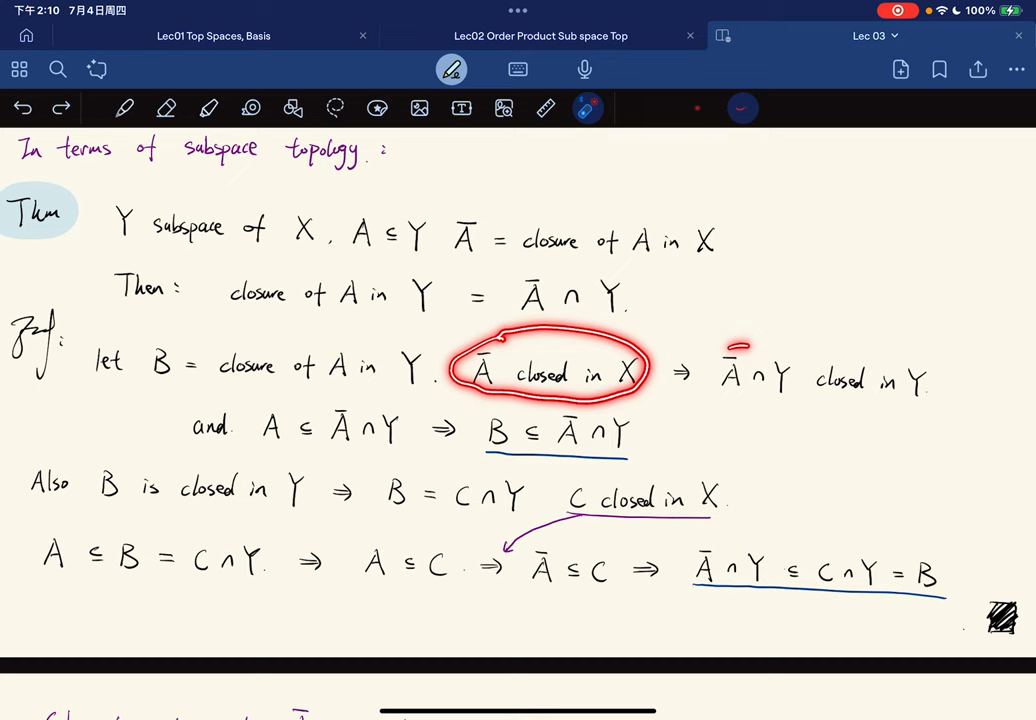 下午2:10 7月4日周四
100%
Lec01 Top Spaces, Basis
Lec02 Order Product Sub space Top
Lec 03
In terms of subspace topology :
Thm Y subspace of X, A ⊆ Y Ā = closure of A in X
Then: closure of A in Y = Ā ∩ Y.
Prf:
let B = closure of A in Y. Ā closed in X ⇒ Ā ∩ Y closed in Y.
and. A ⊆ Ā ∩ Y ⇒ B ⊆ Ā ∩ Y
Also B is closed in Y ⇒ B = C ∩ Y C closed in X.
A ⊆ B = C ∩ Y. ⇒ A ⊆ C. ⇒ Ā ⊆ C ⇒ Ā ∩ Y ⊆ C ∩ Y = B